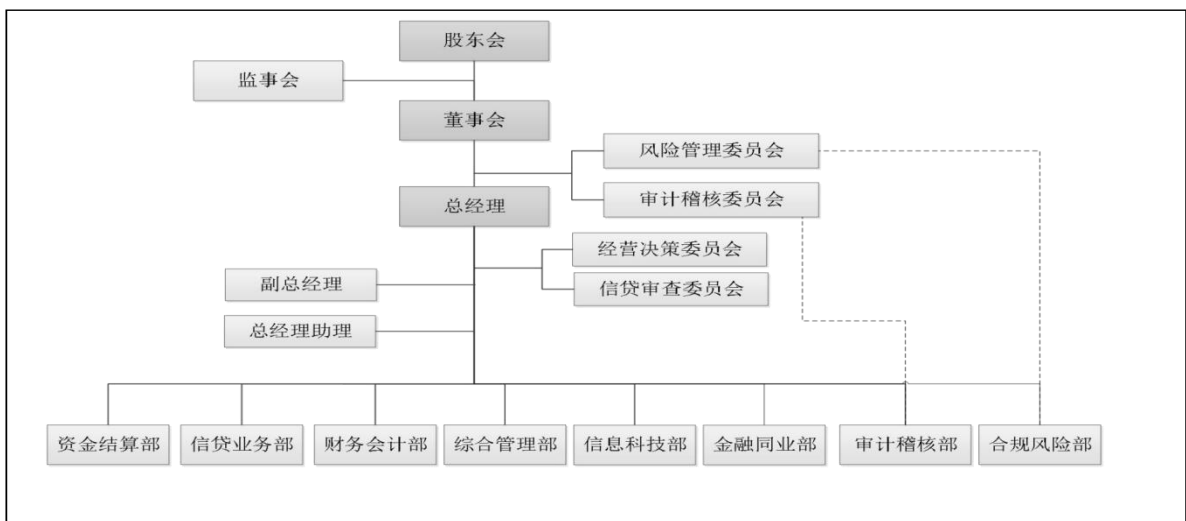 股东会
监事会
董事会
风险管理委员会
审计稽核委员会
总经理
经营决策委员会
信贷审查委员会
副总经理
总经理助理
资金结算部
信贷业务部
财务会计部
综合管理部
信息科技部
金融同业部
审计稽核部
合规风险部